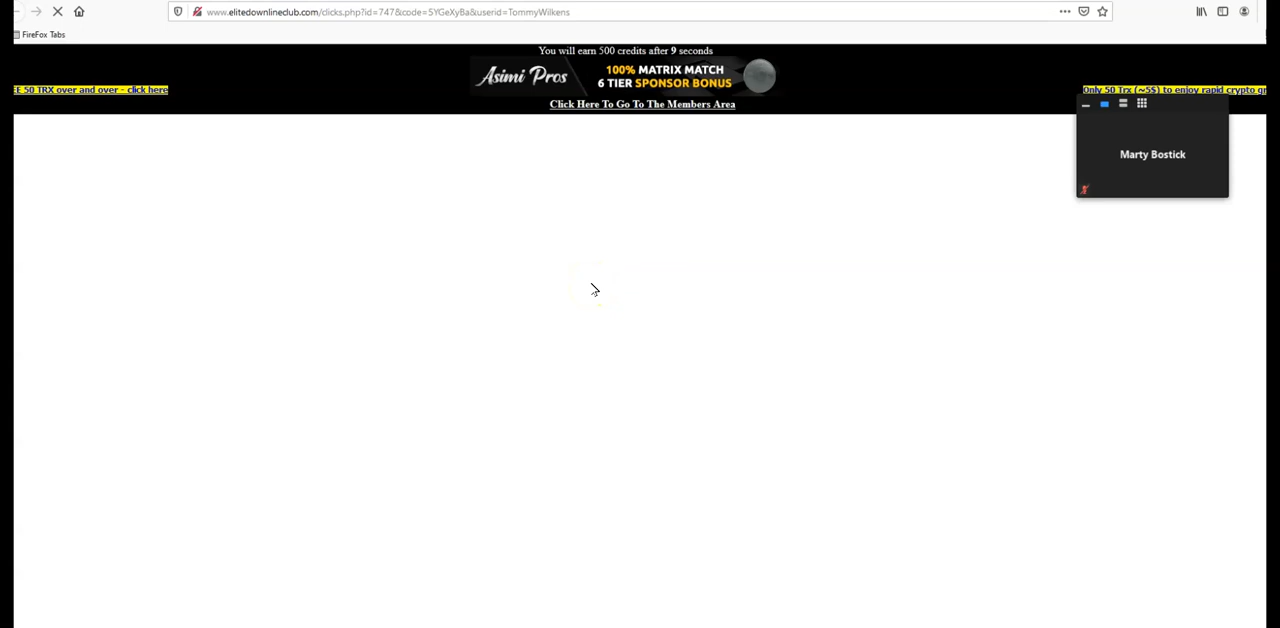 www.elitedownlineclub.com/clicks.php?id=747&code=5YGeXyBa&userid=TommyWilkens
FireFox Tabs
You will earn 500 credits after 9 seconds
Asimi Pros
100% MATRIX MATCH
6 TIER SPONSOR BONUS
50 TRX over and over - click here
Only 50 Trx (~5$) to enjoy rapid crypto
Click Here To Go To The Members Area
Marty Bostick